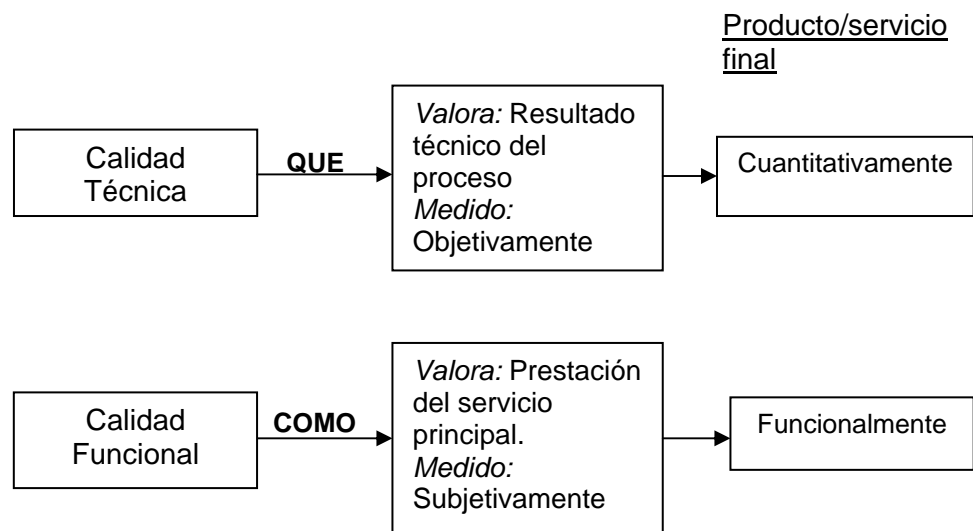 Producto/servicio
final
Calidad
Técnica
QUE
Valora: Resultado
técnico del
proceso
Medido:
Objetivamente
Cuantitativamente
Calidad
Funcional
COMO
Valora: Prestación
del servicio
principal.
Medido:
Subjetivamente
Funcionalmente